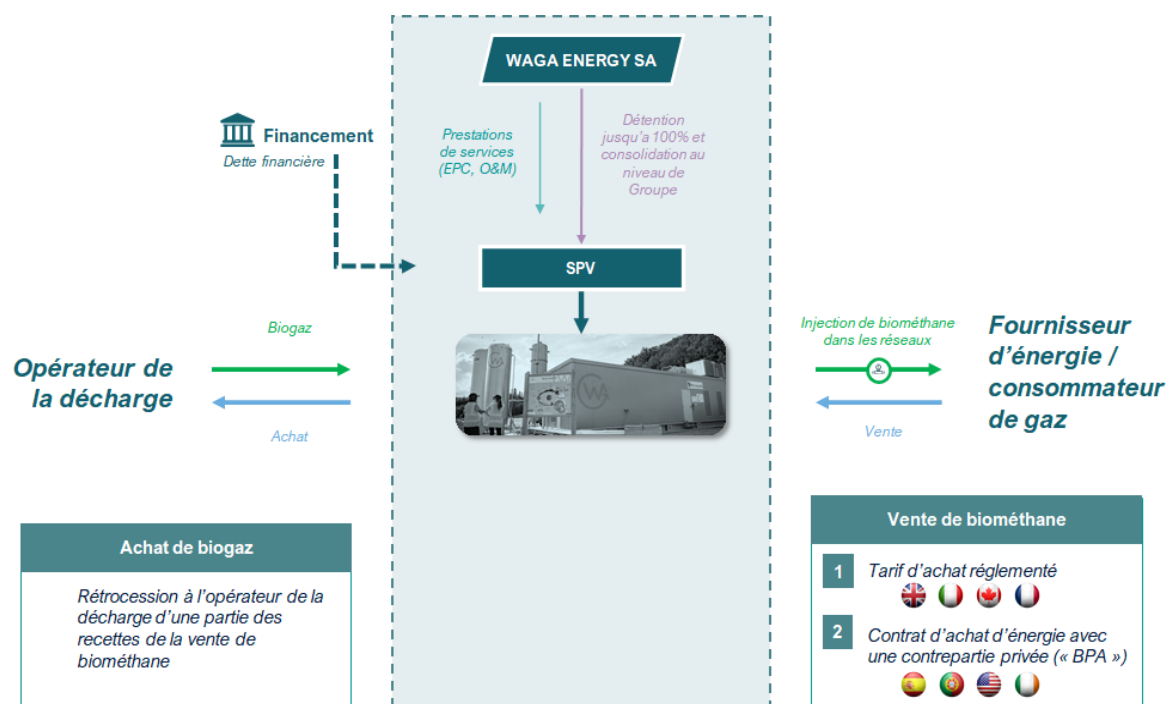 WAGA ENERGY SA
Financement
Dette financière
Prestations
de services
(EPC, O&M)
Détention
jusqu'a 100% et
consolidation au
niveau de
Groupe
SPV
Opérateur de
la décharge
Biogaz
Achat
Injection de biométhane
dans les réseaux
Vente
Fournisseur
d'énergie /
consommateur
de gaz
Achat de biogaz
Rétrocession à l'opérateur de la
décharge d'une partie des
recettes de la vente de
biométhane
Vente de biométhane
1 Tarif d'achat réglementé
2 Contrat d'achat d'énergie avec
une contrepartie privée (« BPA »)